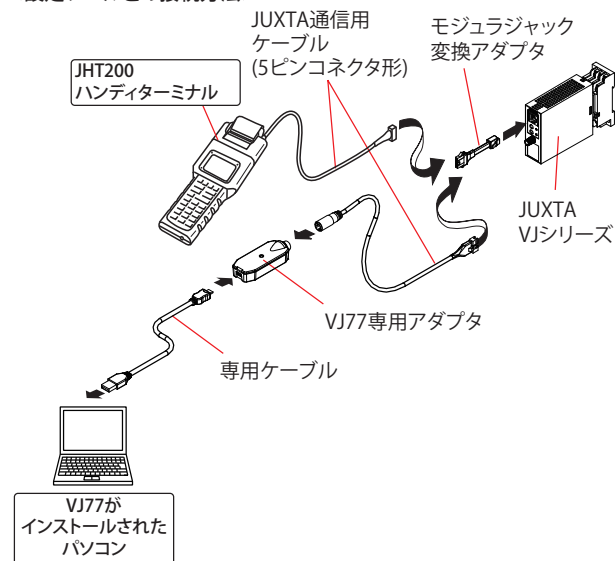 JUXTA通信用
ケーブル
(5ピンコネクタ形)
モジュラジャック
変換アダプタ
JHT200
ハンディターミナル
JUXTA
VJシリーズ
VJ77専用アダプタ
専用ケーブル
VJ77が
インストールされた
パソコン